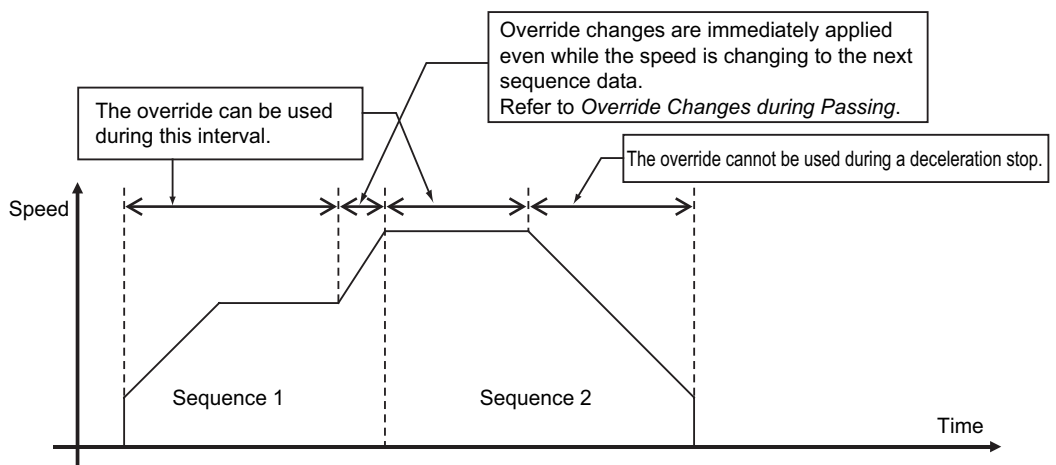 Override changes are immediately applied
even while the speed is changing to the next
sequence data.
Refer to Override Changes during Passing.
The override can be used
during this interval.
The override cannot be used during a deceleration stop.
Speed
Sequence 1
Sequence 2
Time